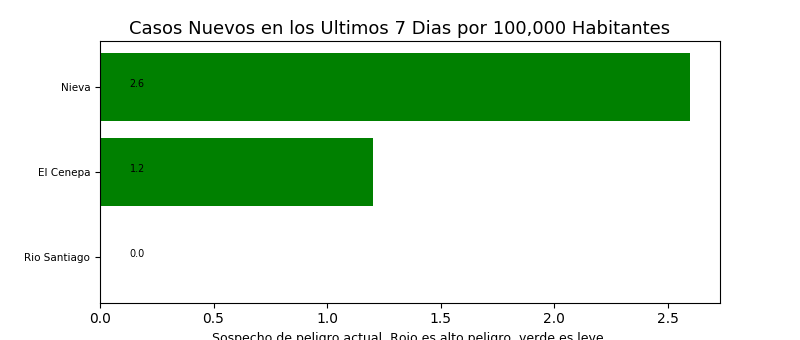 Casos Nuevos en los Ultimos 7 Dias por 100,000 Habitantes
Nieva
2.6
El Cenepa
1.2
Rio Santiago
0.0
0.0 0.5 1.0 1.5 2.0 2.5
Sospecho de peligro actual. Rojo es alto peligro, verde es leve